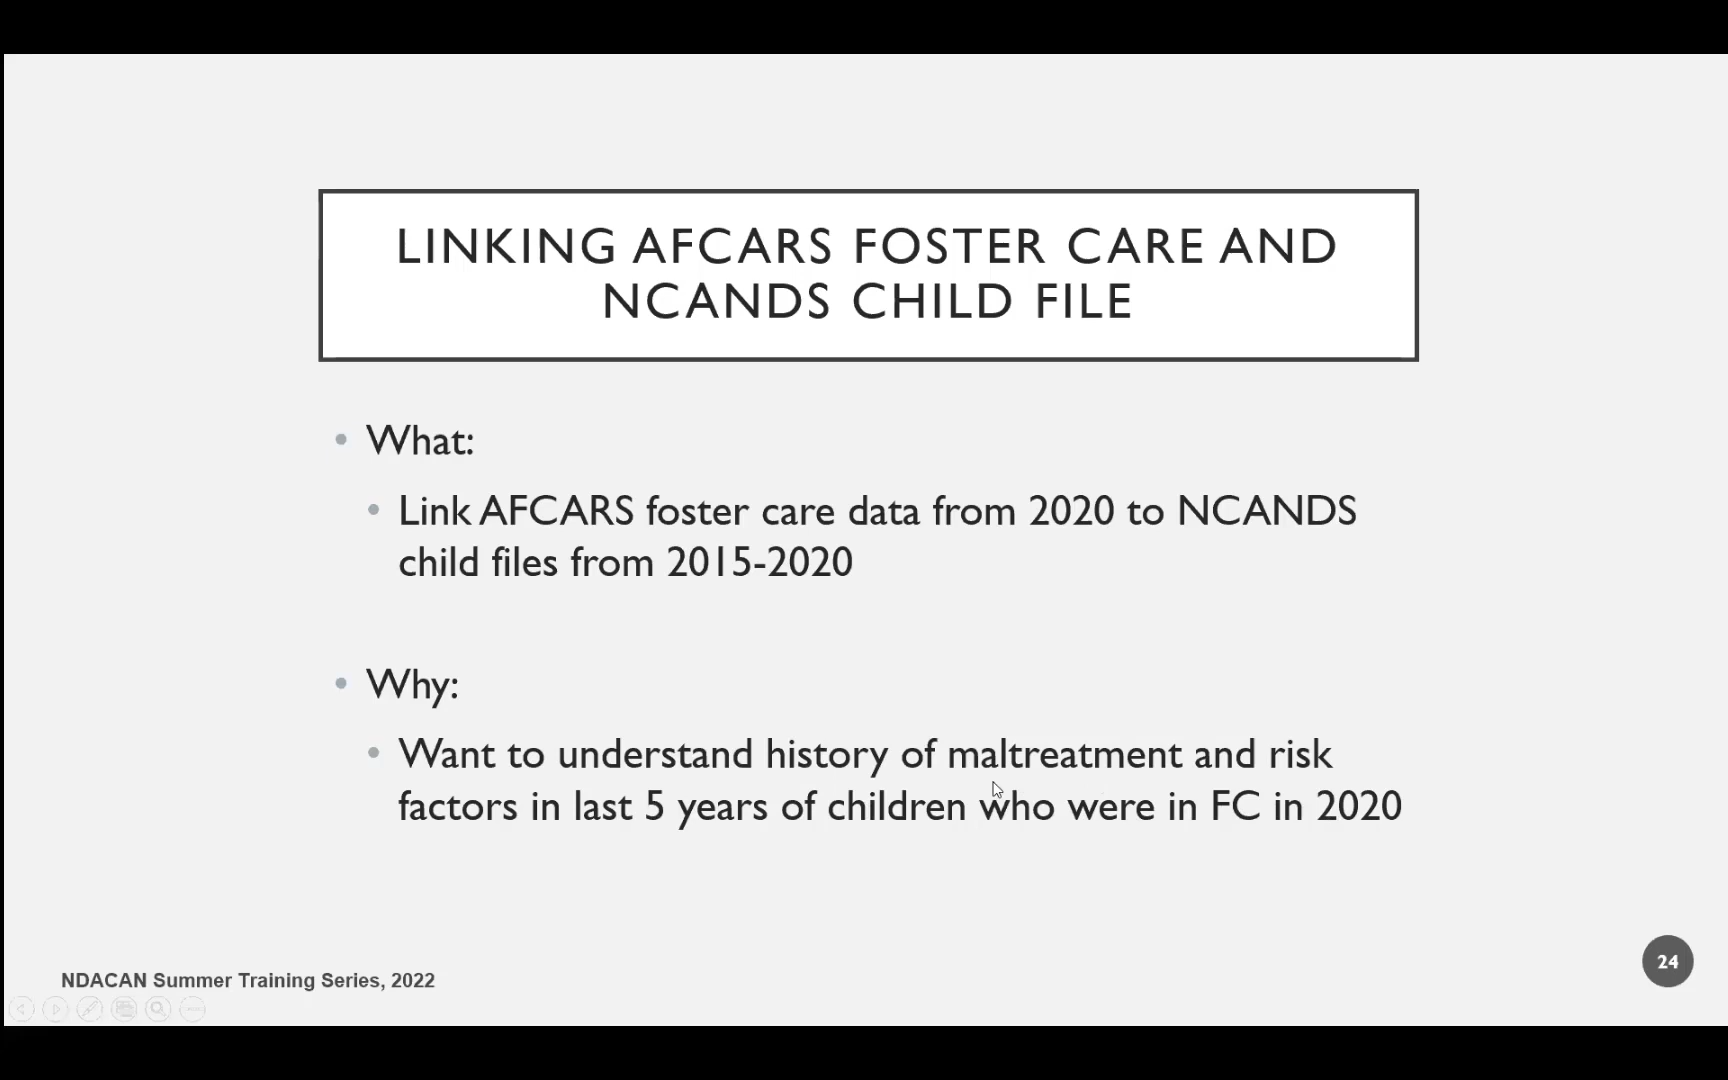 LINKING AFCARS FOSTER CARE AND
NCANDS CHILD FILE
• What:
• Link AFCARS foster care data from 2020 to NCANDS
child files from 2015-2020
• Why:
• Want to understand history of maltreatment and risk
factors in last 5 years of children who were in FC in 2020
NDACAN Summer Training Series, 2022
24